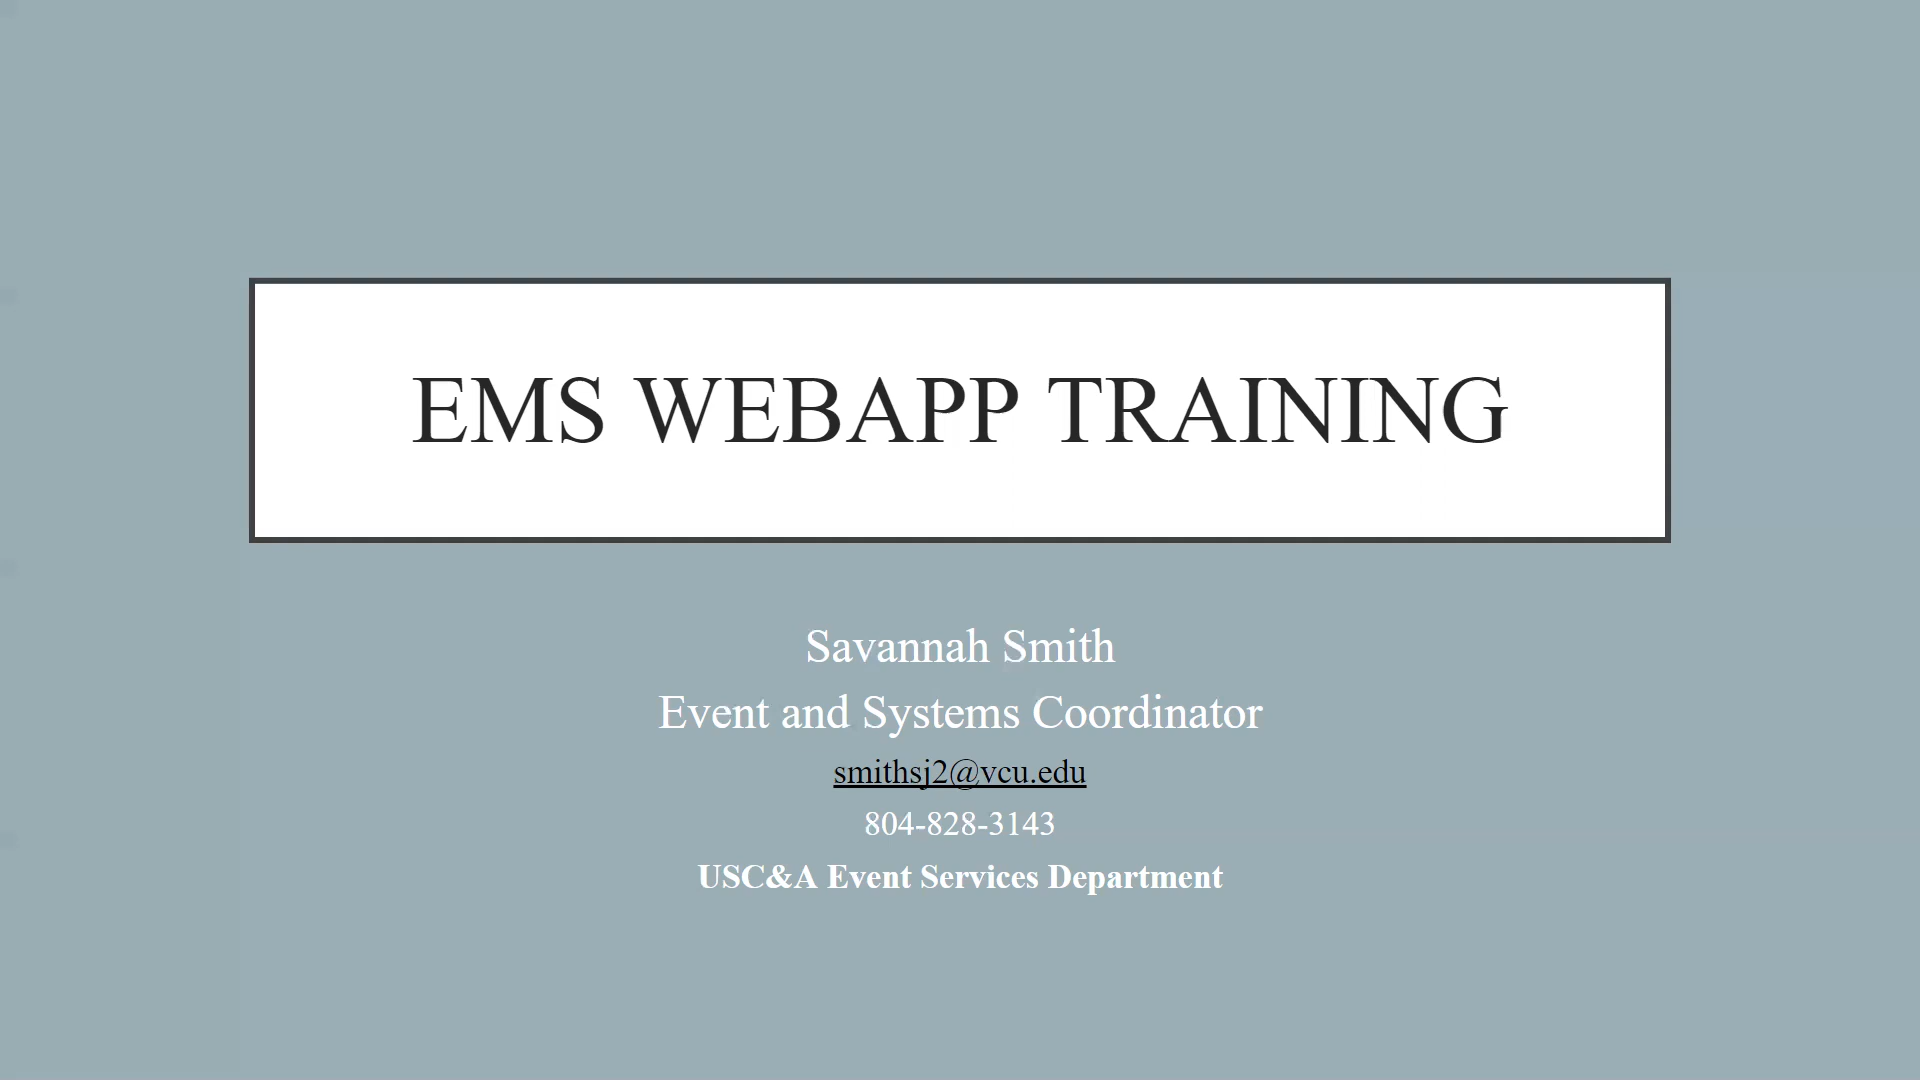 EMS WEBAPP TRAINING
Savannah Smith
Event and Systems Coordinator
smithsj2@vcu.edu
804-828-3143
USC&A Event Services Department